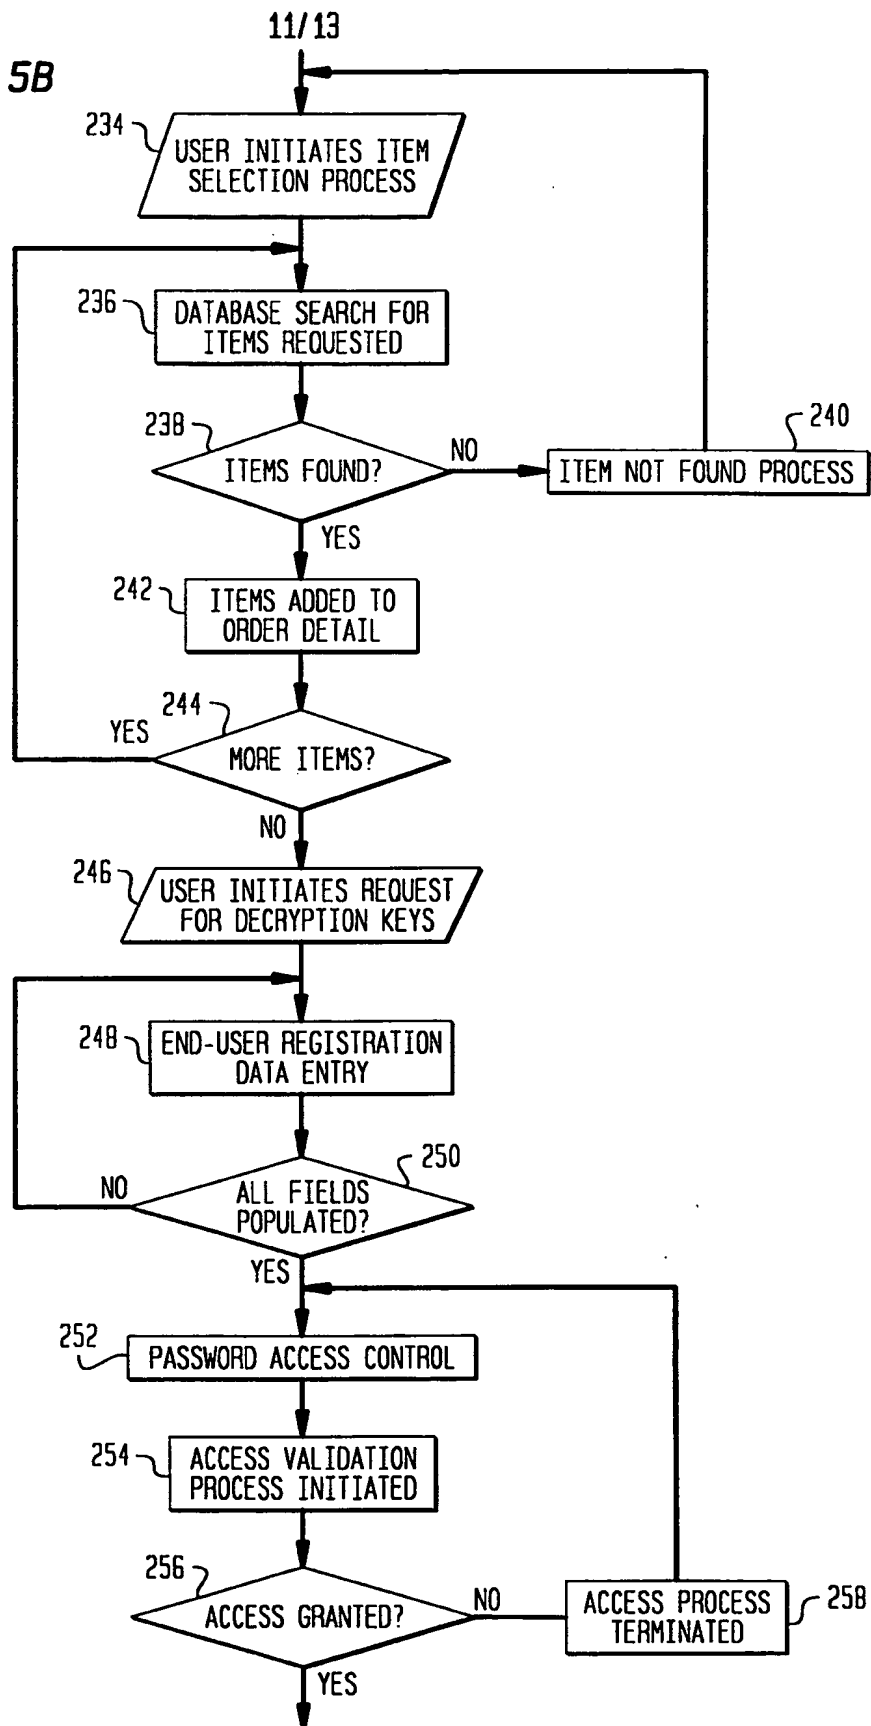 11/13
5B
234
USER INITIATES ITEM
SELECTION PROCESS
236
DATABASE SEARCH FOR
ITEMS REQUESTED
238
ITEMS FOUND?
NO
240
ITEM NOT FOUND PROCESS
YES
242
ITEMS ADDED TO
ORDER DETAIL
244
YES
MORE ITEMS?
NO
246
USER INITIATES REQUEST
FOR DECRYPTION KEYS
248
END-USER REGISTRATION
DATA ENTRY
250
NO
ALL FIELDS
POPULATED?
YES
252
PASSWORD ACCESS CONTROL
254
ACCESS VALIDATION
PROCESS INITIATED
256
ACCESS GRANTED?
NO
ACCESS PROCESS
TERMINATED
258
YES